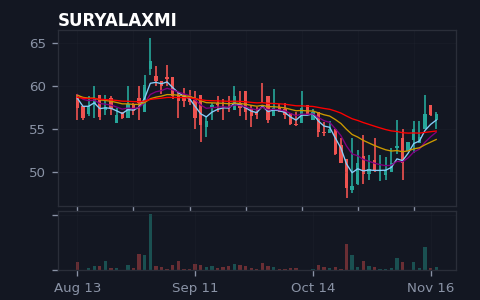 SURYALAXMI
65
60
55
50
Aug 13
Sep 11
Oct 14
Nov 16